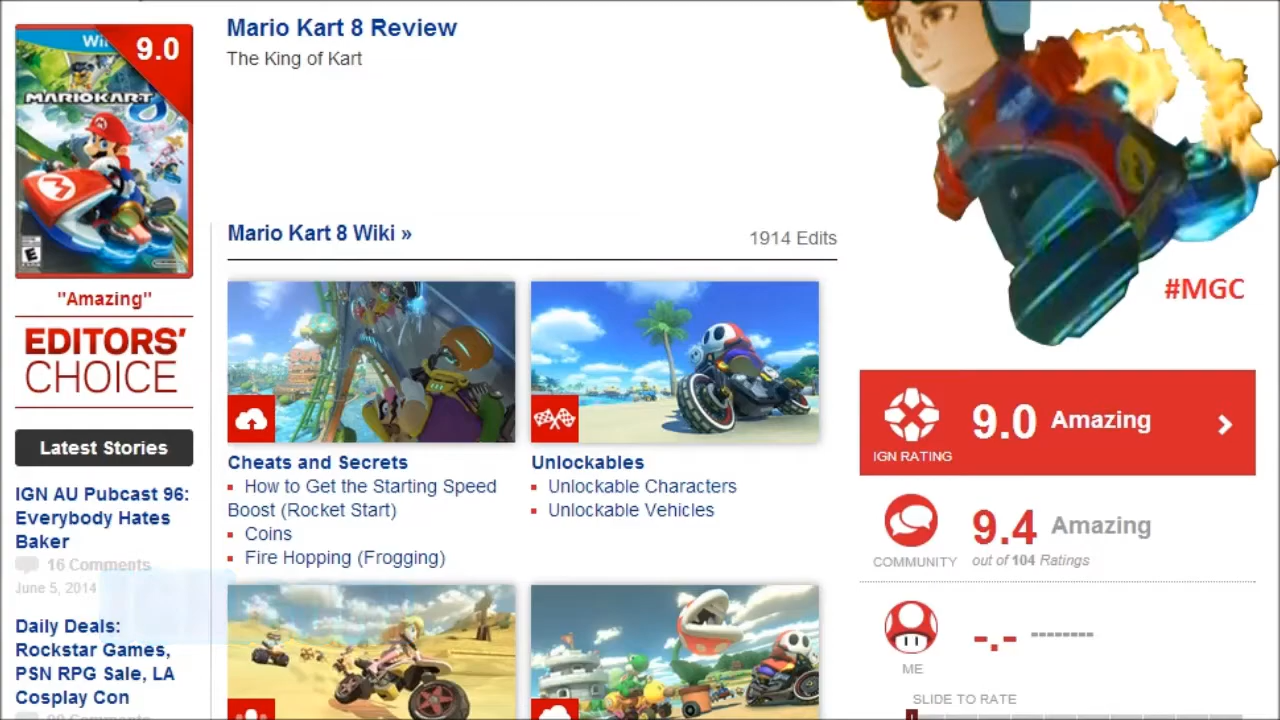 Wii
9.0
MARIOKART
8
M
E
"Amazing"
EDITORS'
CHOICE
Latest Stories
IGN AU Pubcast 96:
Everybody Hates
Baker
16 Comments
June 5, 2014
Daily Deals:
Rockstar Games,
PSN RPG Sale, LA
Cosplay Con
Mario Kart 8 Review
The King of Kart
Mario Kart 8 Wiki »
1914 Edits
Cheats and Secrets
How to Get the Starting Speed
Boost (Rocket Start)
Coins
Fire Hopping (Frogging)
Unlockables
Unlockable Characters
Unlockable Vehicles
#MGC
9.0 Amazing
IGN RATING
9.4 Amazing
COMMUNITY
out of 104 Ratings
-.- --------
ME
SLIDE TO RATE